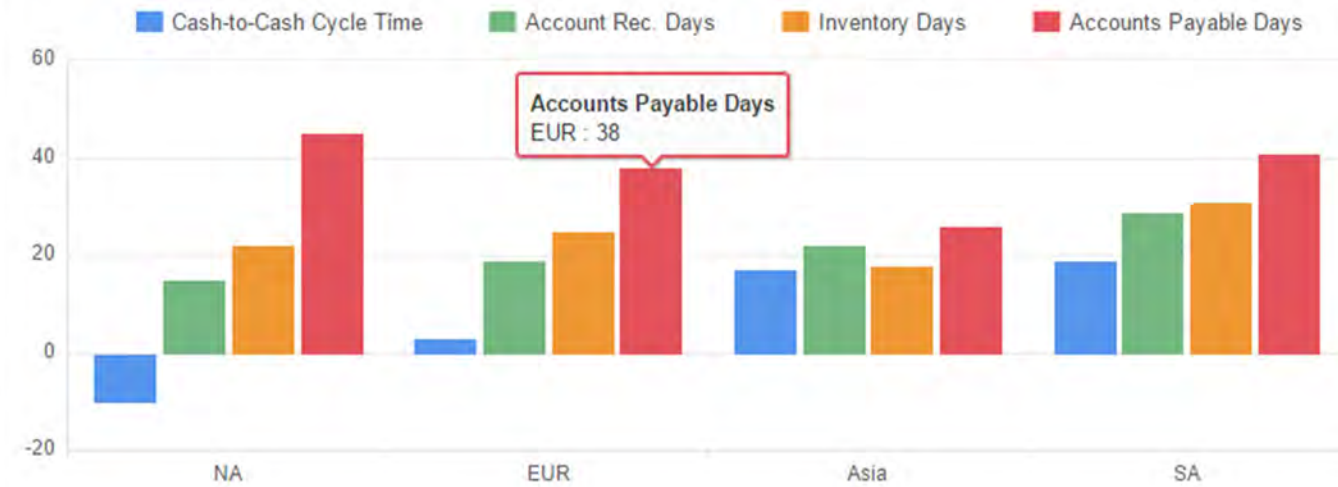 Cash-to-Cash Cycle Time Account Rec. Days Inventory Days Accounts Payable Days
60
Accounts Payable Days
EUR : 38
40
20
0
-20
NA EUR Asia SA